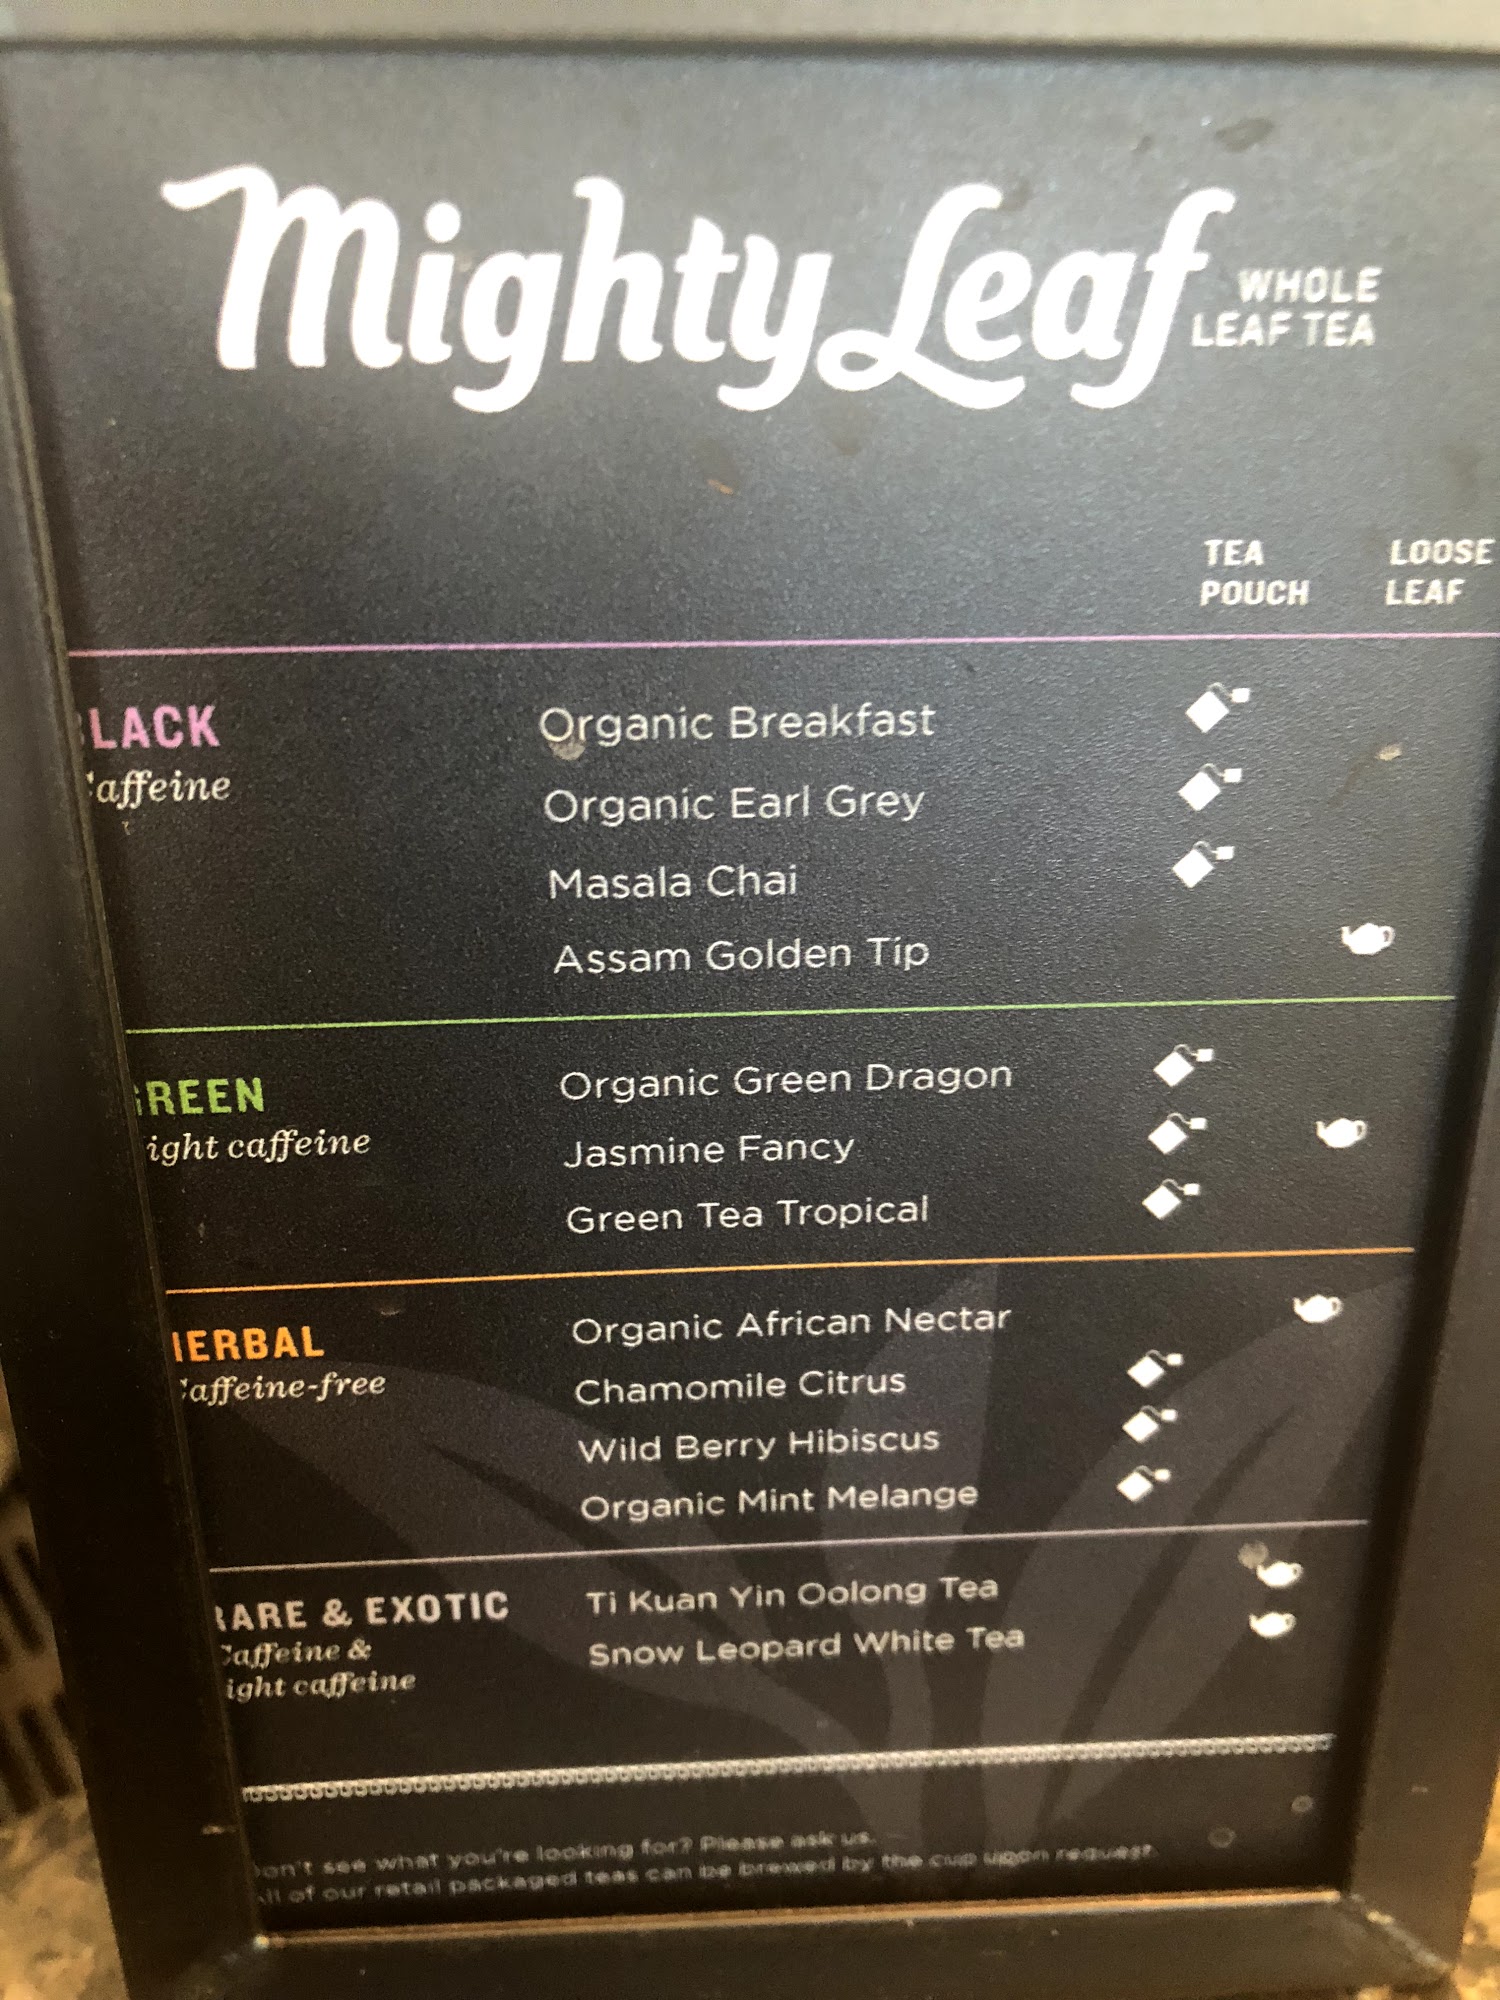 Mighty Leaf WHOLE
LEAF TEA
TEA LOOSE
POUCH LEAF
LACK
affeine
Organic Breakfast
Organic Earl Grey
Masala Chai
Assam Golden Tip
REEN
ight caffeine
Organic Green Dragon
Jasmine Fancy
Green Tea Tropical
ERBAL
affeine-free
Organic African Nectar
Chamomile Citrus
Wild Berry Hibiscus
Organic Mint Melange
ARE & EXOTIC
affeine &
ight caffeine
Ti Kuan Yin Oolong Tea
Snow Leopard White Tea
on't see what you're looking for? Please ask us.
ll of our retail packaged teas can be brewed by the cup upon request.